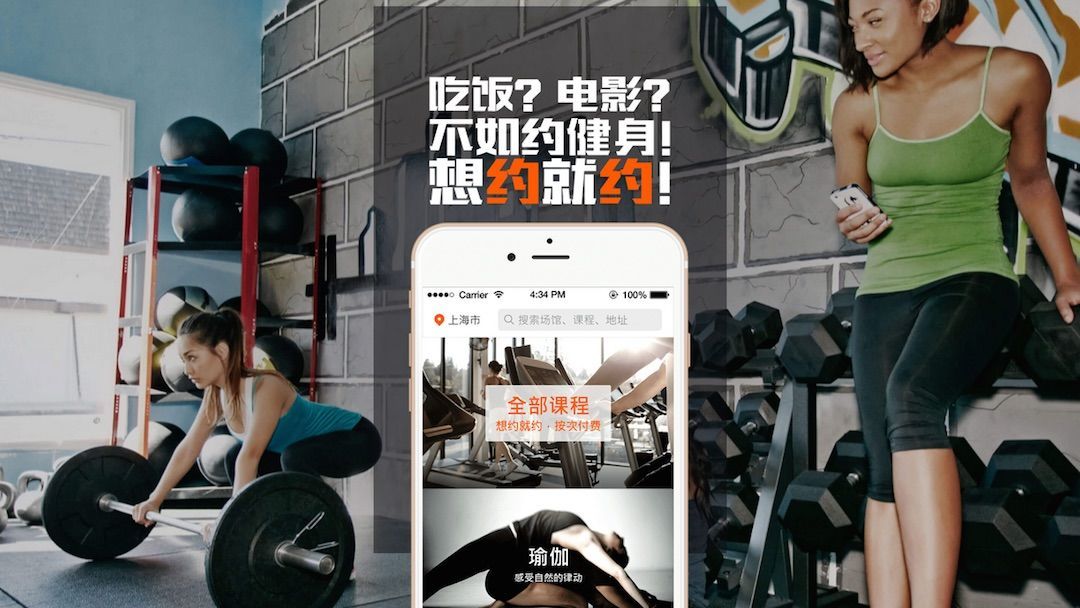 吃饭？电影？
不如约健身！
想约就约！
Carrier 4:34 PM 100%
上海市 搜索场馆、课程、地址
全部课程
想约就约 · 按次付费
瑜伽
感受自然的律动